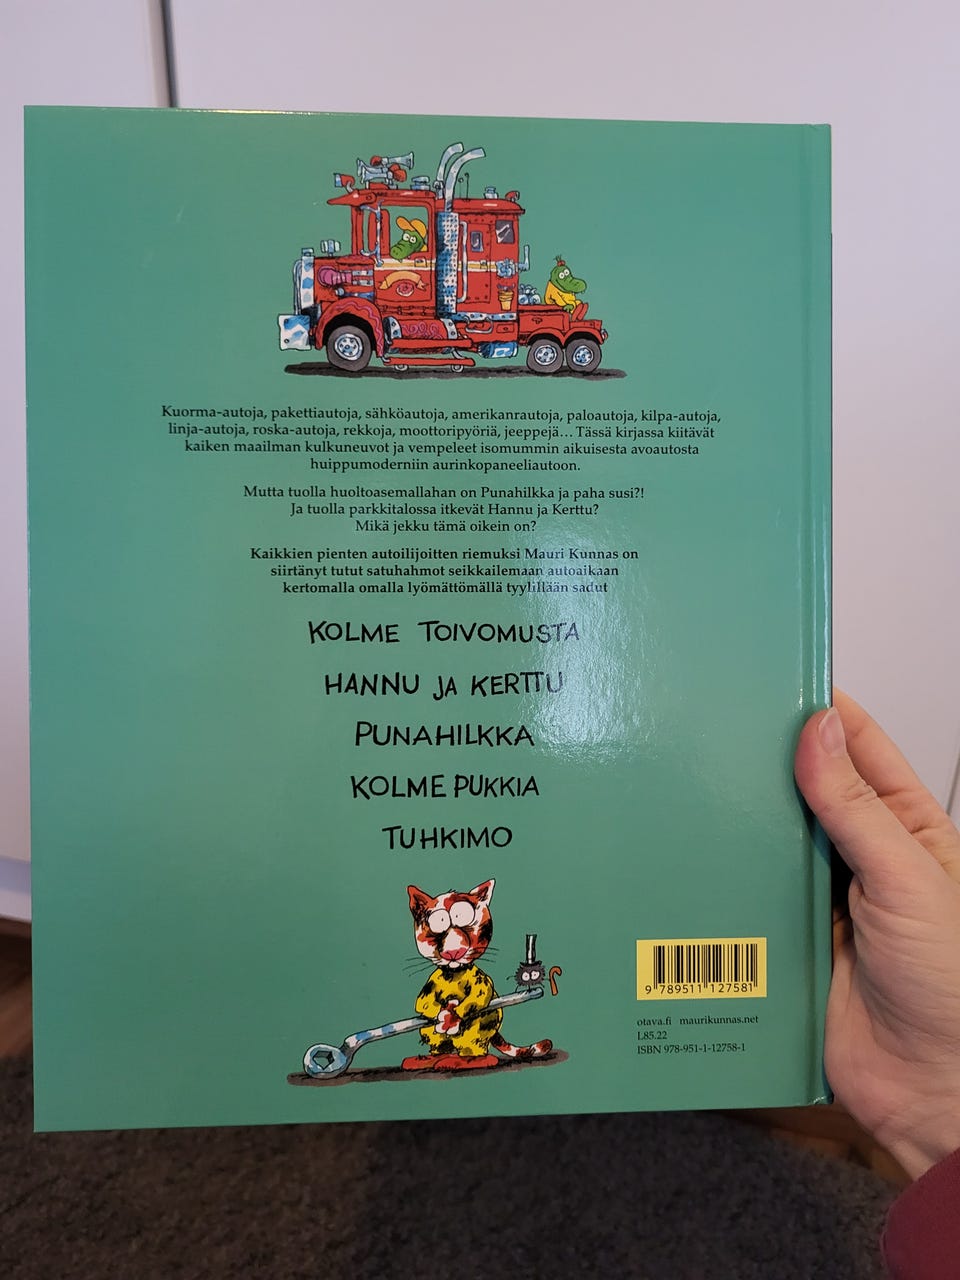 Kuorma-autoja, pakettiautoja, sähköautoja, amerikanrautoja, paloautoja, kilpa-autoja,
linja-autoja, roska-autoja, rekkoja, moottoripyöriä, jeeppejä... Tässä kirjassa kiitävät
kaiken maailman kulkuneuvot ja vempeleet isomummin aikuisesta avoautosta
huippumoderniin aurinkopaneeliautoon.
Mutta tuolla huoltoasemallahan on Punahilkka ja paha susi?!
Ja tuolla parkkitalossa itkevät Hannu ja Kerttu?
Mikä jekku tämä oikein on?
Kaikkien pienten autoilijoitten riemuksi Mauri Kunnas on
siirtänyt tutut satuhahmot seikkailemaan autoaikaan
kertomalla omalla lyömättömällä tyylillään sadut
KOLME TOIVOMUSTA
HANNU JA KERTTU
PUNAHILKKA
KOLME PUKKIA
TUHKIMO
9 789511 127581
otava.fi maurikunnas.net
L85.22
ISBN 978-951-1-12758-1